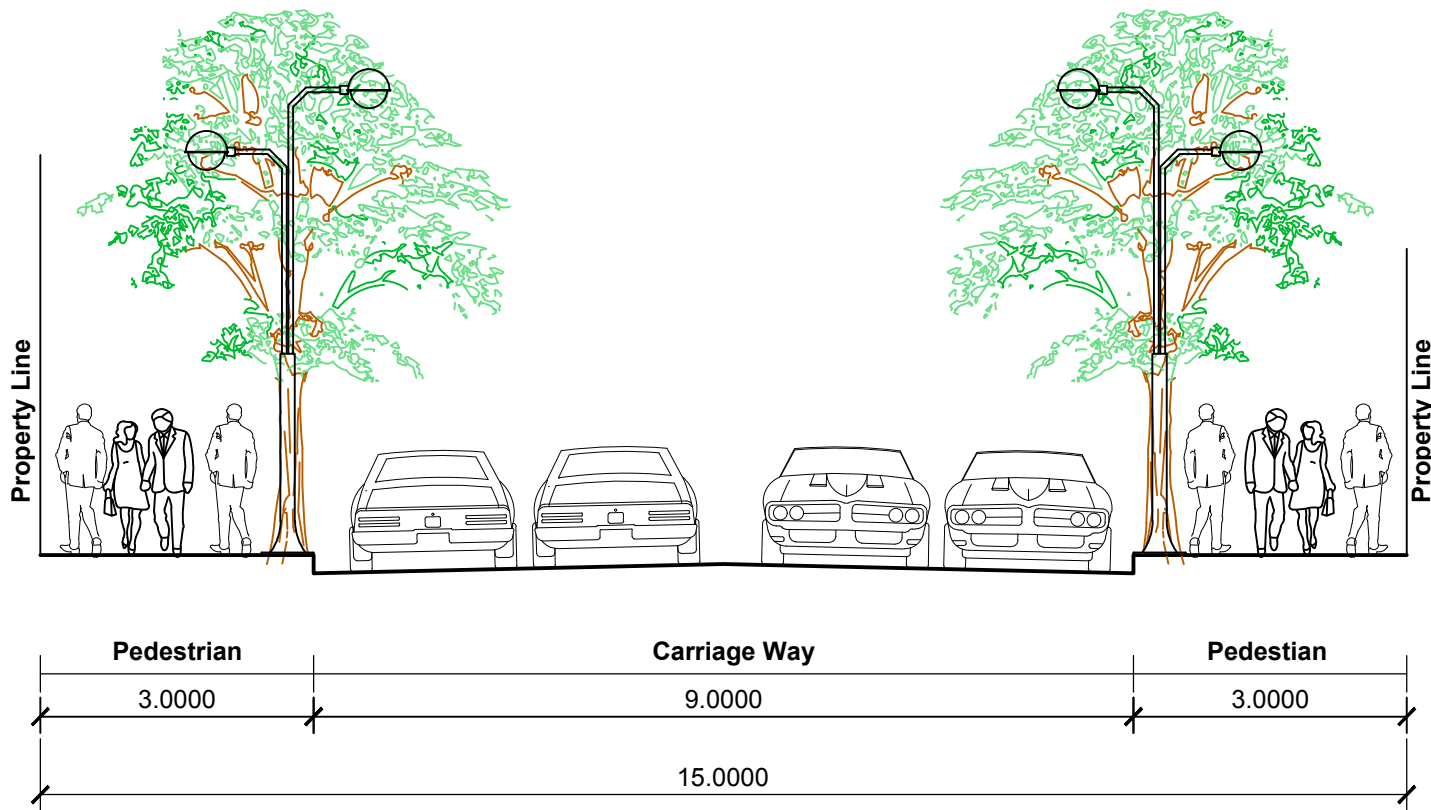 Property Line
Property Line
Pedestrian
Carriage Way
Pedestian
3.0000
9.0000
3.0000
15.0000